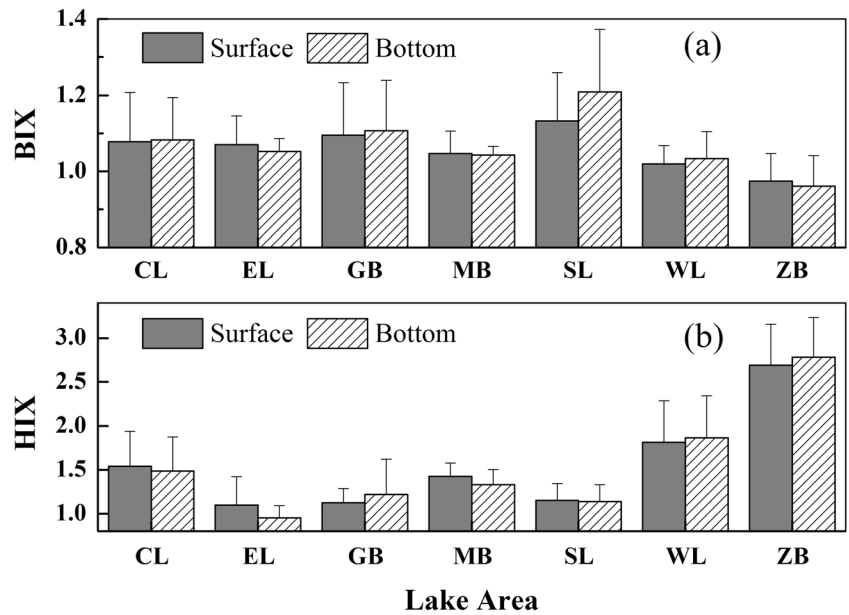 1.4
Surface Bottom (a)
1.2
BIX
1.0
0.8
CL EL GB MB SL WL ZB
Surface Bottom (b)
3.0
2.5
HIX
2.0
1.5
1.0
CL EL GB MB SL WL ZB
Lake Area